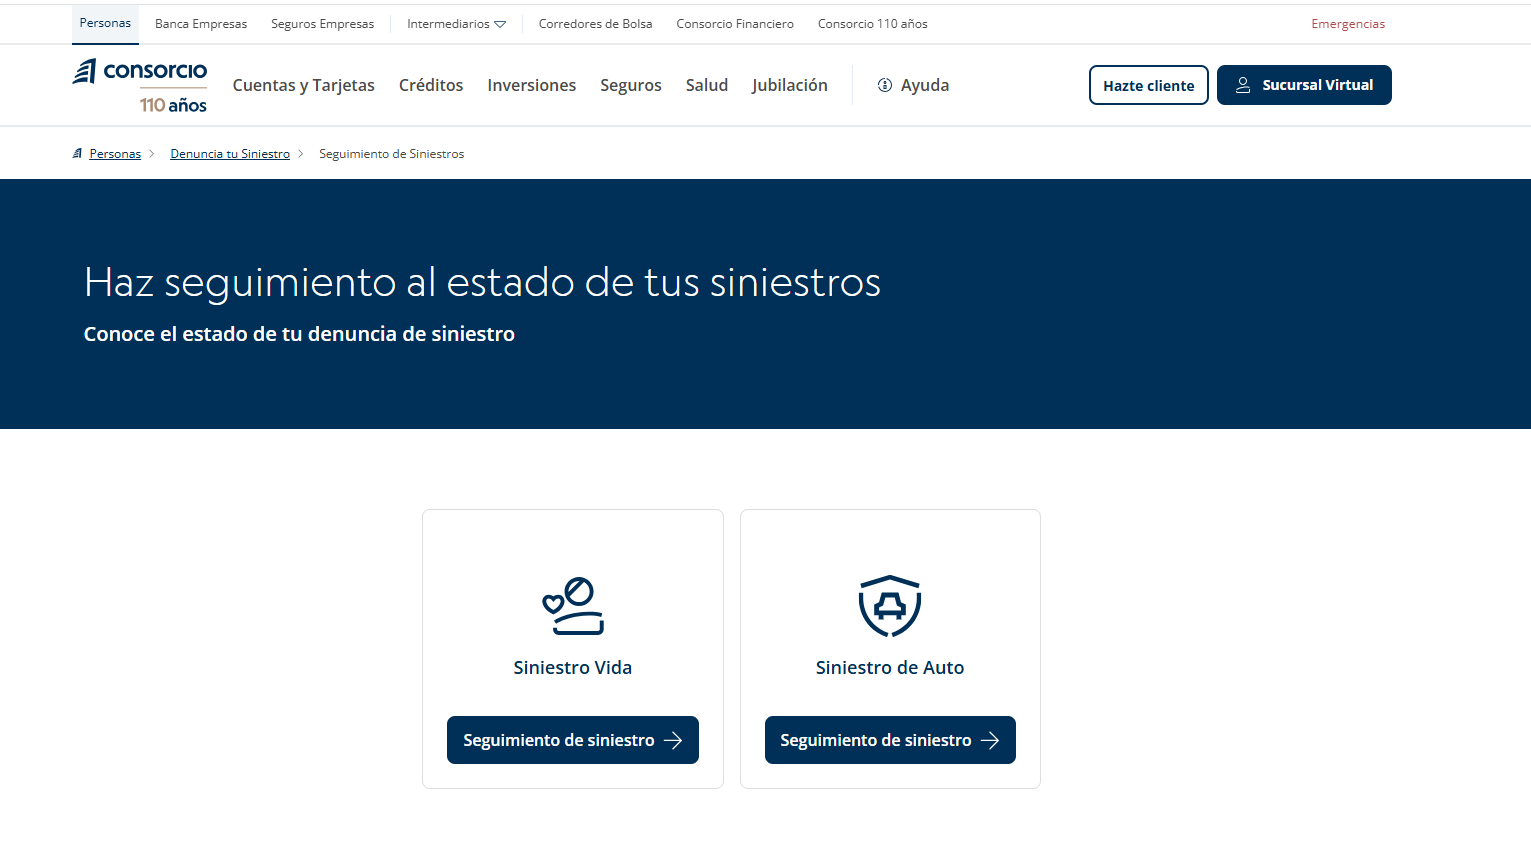 Personas
Banca Empresas
Seguros Empresas
Intermediarios
Corredores de Bolsa
Consorcio Financiero
Consorcio 110 años
Emergencias
consorcio
110 años
Cuentas y Tarjetas
Créditos
Inversiones
Seguros
Salud
Jubilación
Ayuda
Hazte cliente
Sucursal Virtual
Personas
Denuncia tu Siniestro
Seguimiento de Siniestros
Haz seguimiento al estado de tus siniestros
Conoce el estado de tu denuncia de siniestro
Siniestro Vida
Seguimiento de siniestro
Siniestro de Auto
Seguimiento de siniestro